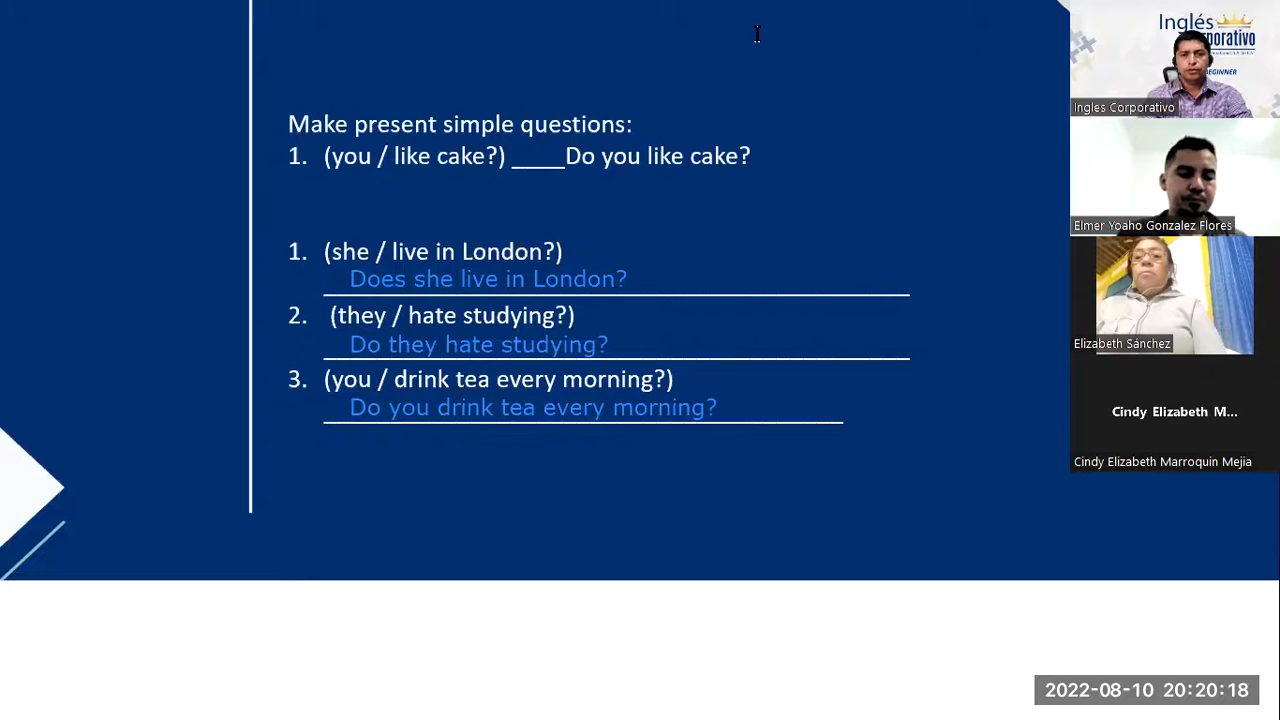 Make present simple questions:
1. (you / like cake?) ____Do you like cake?
1. (she / live in London?)
Does she live in London?
2. (they / hate studying?)
Do they hate studying?
3. (you / drink tea every morning?)
Do you drink tea every morning?
Inglés
BEGINNER
Ingles Corporativo
Elmer Yoaho Gonzalez Flores
Elizabeth Sánchez
Cindy Elizabeth M...
Cindy Elizabeth Marroquin Mejia
2022-08-10 20:20:18